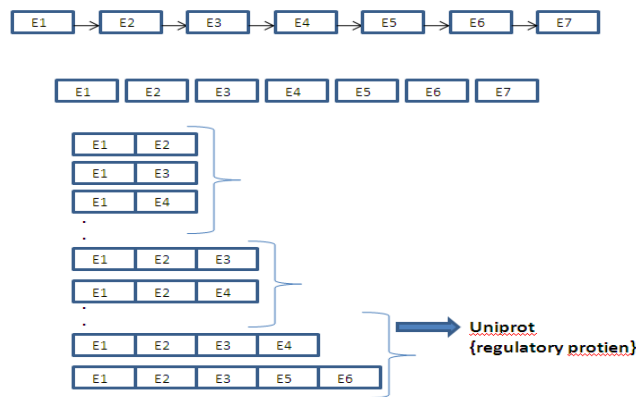 E1 E2 E3 E4 E5 E6 E7
E1 E2 E3 E4 E5 E6 E7
E1 E2
E1 E3
E1 E4
.
.
E1 E2 E3
E1 E2 E4
.
.
E1 E2 E3 E4
E1 E2 E3 E5 E6
Uniprot
{regulatory protien}